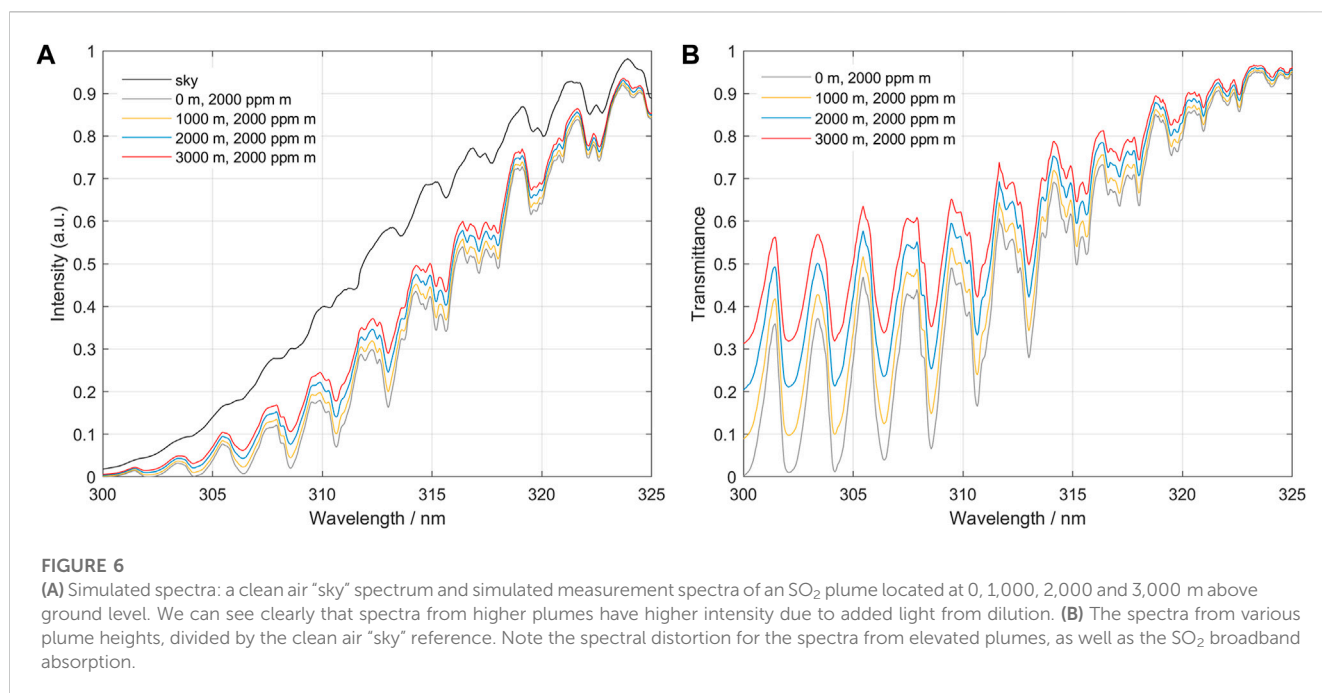 A
1
0.9
0.8
0.7
0.6
0.5
0.4
0.3
0.2
0.1
0
Intensity (a.u.)
sky
0 m, 2000 ppm m
1000 m, 2000 ppm m
2000 m, 2000 ppm m
3000 m, 2000 ppm m
300 305 310 315 320 325
Wavelength / nm
B
1
0.9
0.8
0.7
0.6
0.5
0.4
0.3
0.2
0.1
0
Transmittance
0 m, 2000 ppm m
1000 m, 2000 ppm m
2000 m, 2000 ppm m
3000 m, 2000 ppm m
300 305 310 315 320 325
Wavelength / nm
FIGURE 6
(A) Simulated spectra: a clean air “sky” spectrum and simulated measurement spectra of an SO₂ plume located at 0, 1,000, 2,000 and 3,000 m above
ground level. We can see clearly that spectra from higher plumes have higher intensity due to added light from dilution. (B) The spectra from various
plume heights, divided by the clean air “sky” reference. Note the spectral distortion for the spectra from elevated plumes, as well as the SO₂ broadband
absorption.